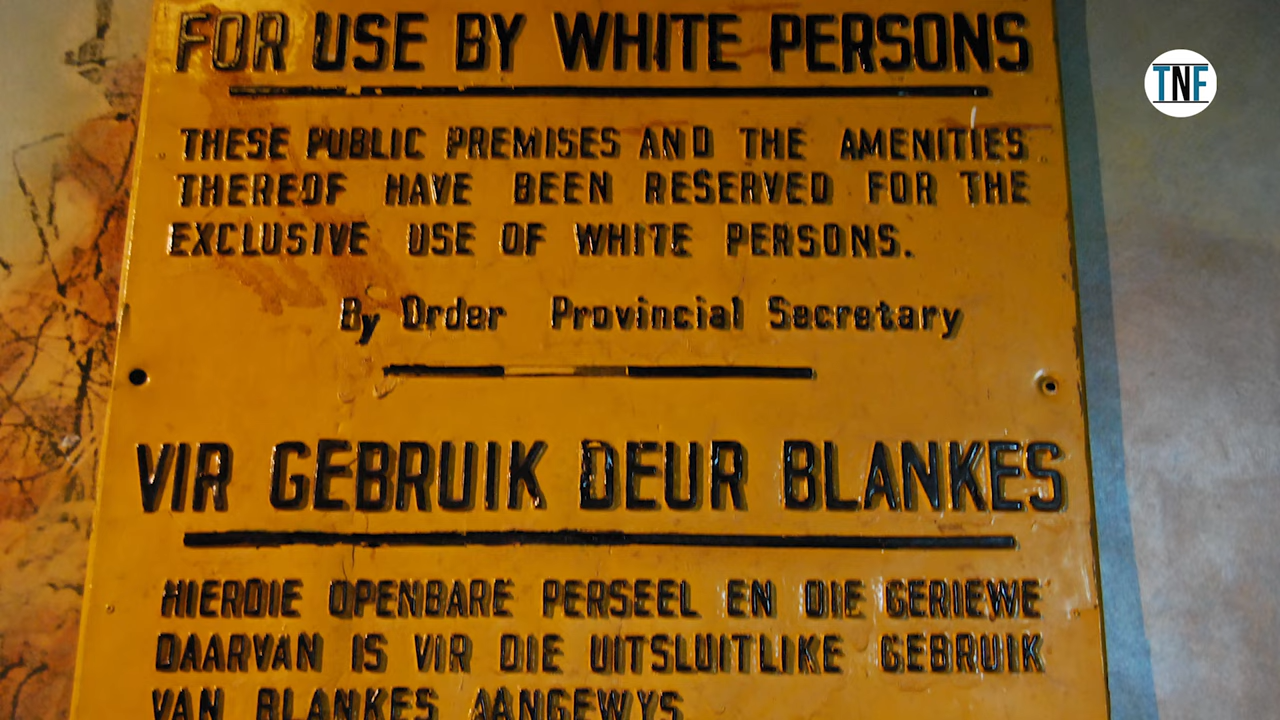 FOR USE BY WHITE PERSONS
THESE PUBLIC PREMISES AND THE AMENITIES
THEREOF HAVE BEEN RESERVED FOR THE
EXCLUSIVE USE OF WHITE PERSONS.
By Order Provincial Secretary
VIR GEBRUIK DEUR BLANKES
HIERDIE OPENBARE PERSEEL EN DIE GERIEWE
DAARVAN IS VIR DIE UITSLUITLIKE GEBRUIK
VAN BLANKES AANGEWYS
TNF